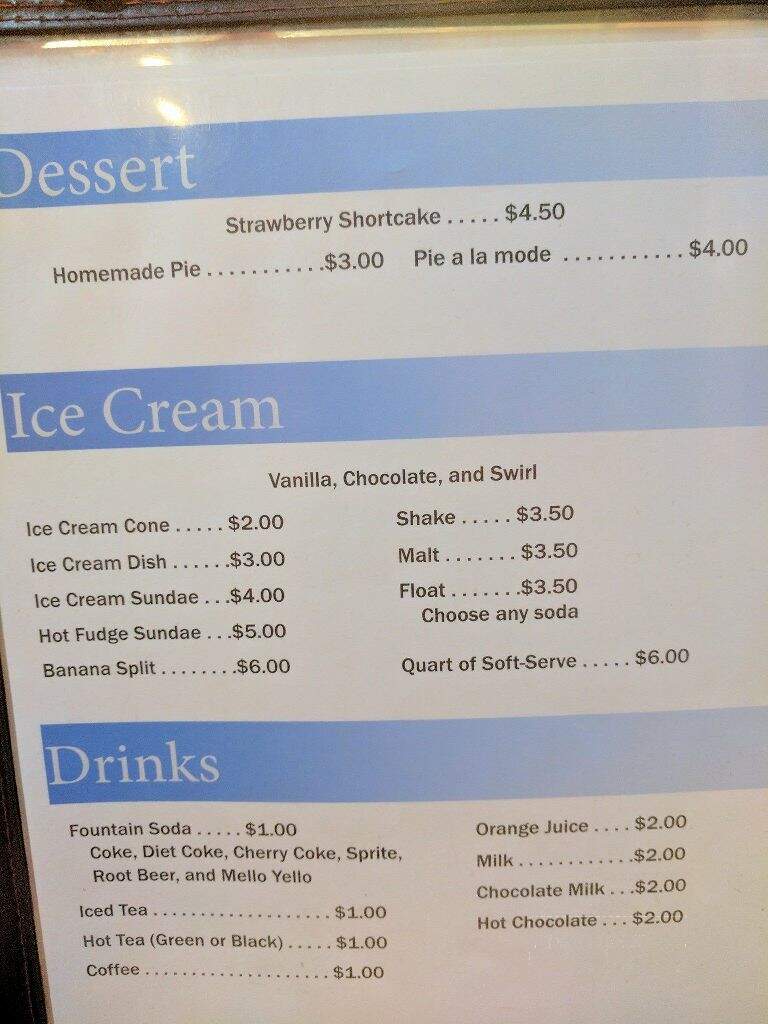 Dessert
Strawberry Shortcake ..... $4.50
Homemade Pie ...........$3.00
Pie a la mode ........... $4.00
Ice Cream
Vanilla, Chocolate, and Swirl
Ice Cream Cone ..... $2.00
Ice Cream Dish ......$3.00
Ice Cream Sundae ...$4.00
Hot Fudge Sundae ...$5.00
Banana Split ........$6.00
Shake ..... $3.50
Malt ....... $3.50
Float .......$3.50
Choose any soda
Quart of Soft-Serve ..... $6.00
Drinks
Fountain Soda ..... $1.00
Coke, Diet Coke, Cherry Coke, Sprite,
Root Beer, and Mello Yello
Iced Tea .................. $1.00
Hot Tea (Green or Black) ..... $1.00
Coffee ................... $1.00
Orange Juice .... $2.00
Milk ............$2.00
Chocolate Milk ...$2.00
Hot Chocolate ... $2.00